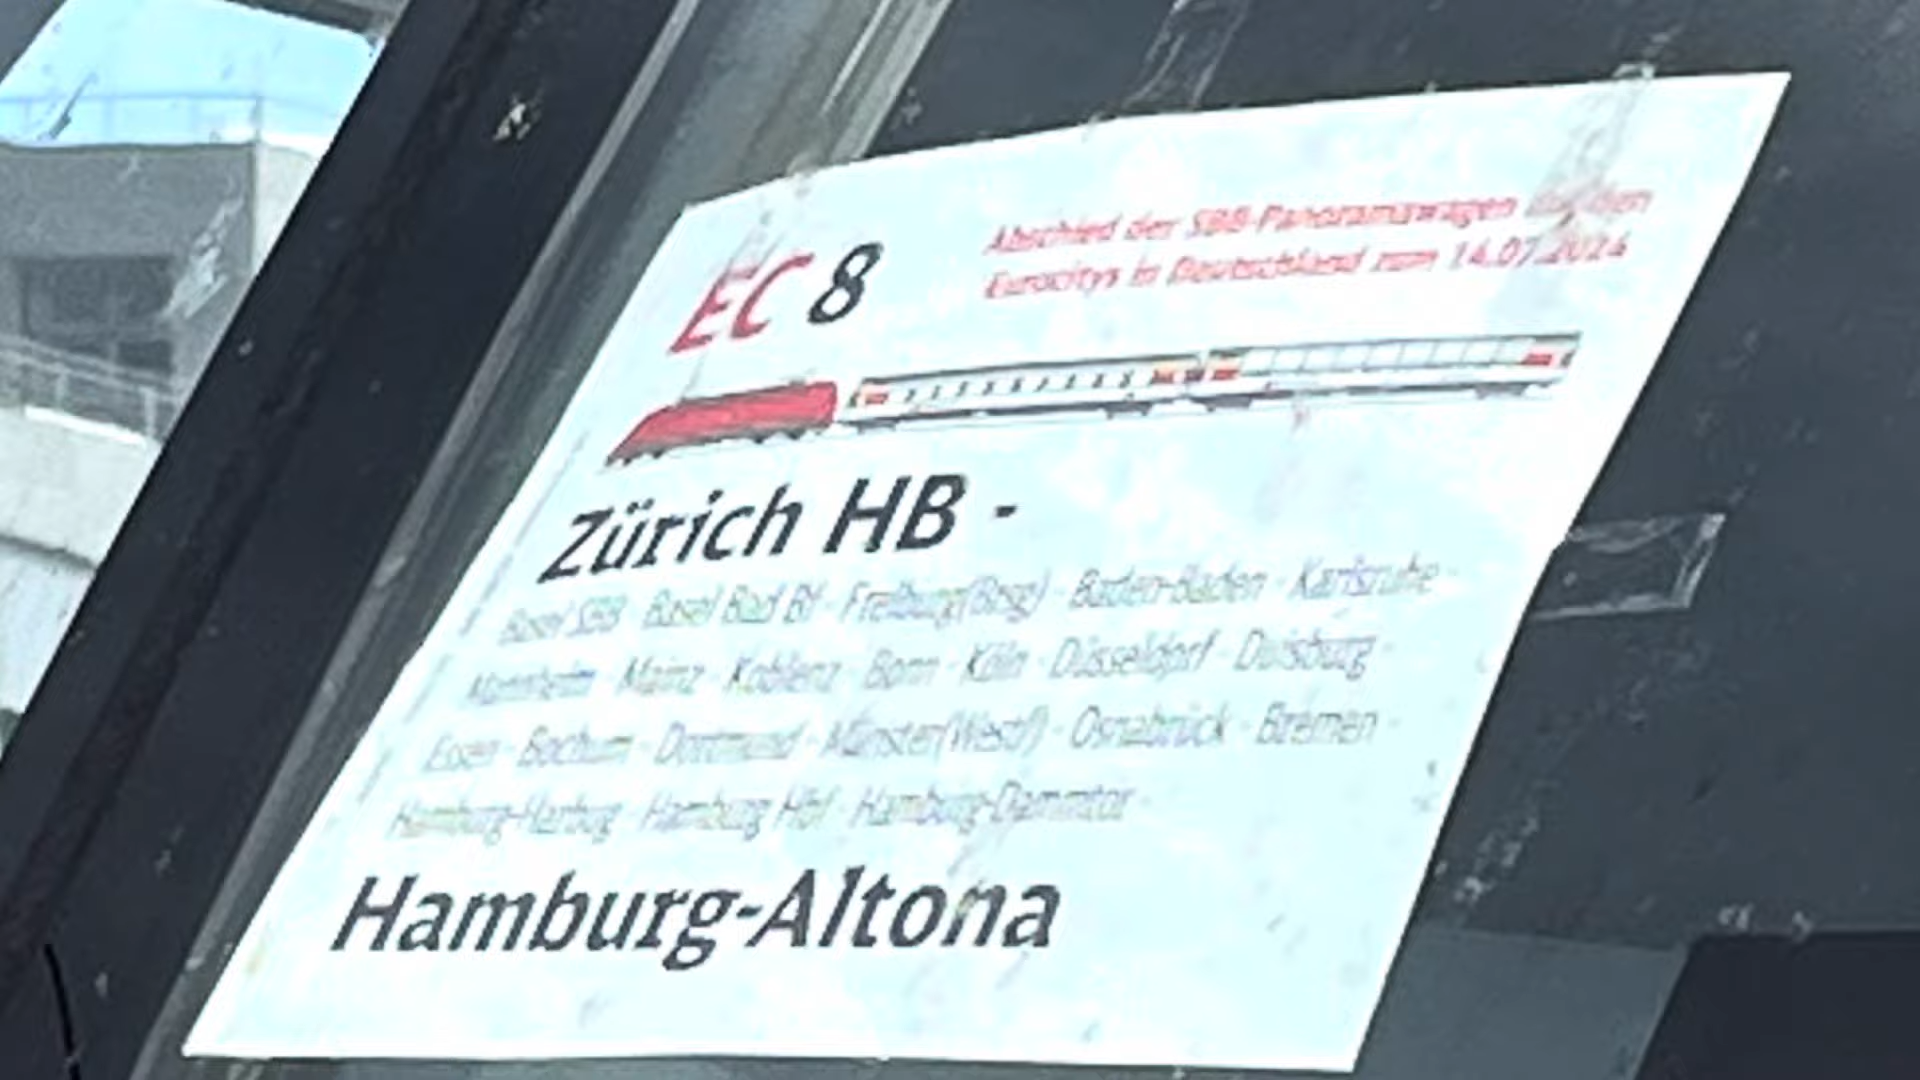 EC 8
Abschied der SBB-Panoramawagen
Eurocitys in Deutschland zum 14.07.2024
Zürich HB -
Basel SBB · Basel Bad Bf · Freiburg(Brsg) · Baden-Baden · Karlsruhe ·
Mannheim · Mainz · Koblenz · Bonn · Köln · Düsseldorf · Duisburg ·
Essen · Bochum · Dortmund · Münster(Westf) · Osnabrück · Bremen ·
Hamburg-Harburg · Hamburg Hbf · Hamburg-Dammtor ·
Hamburg-Altona